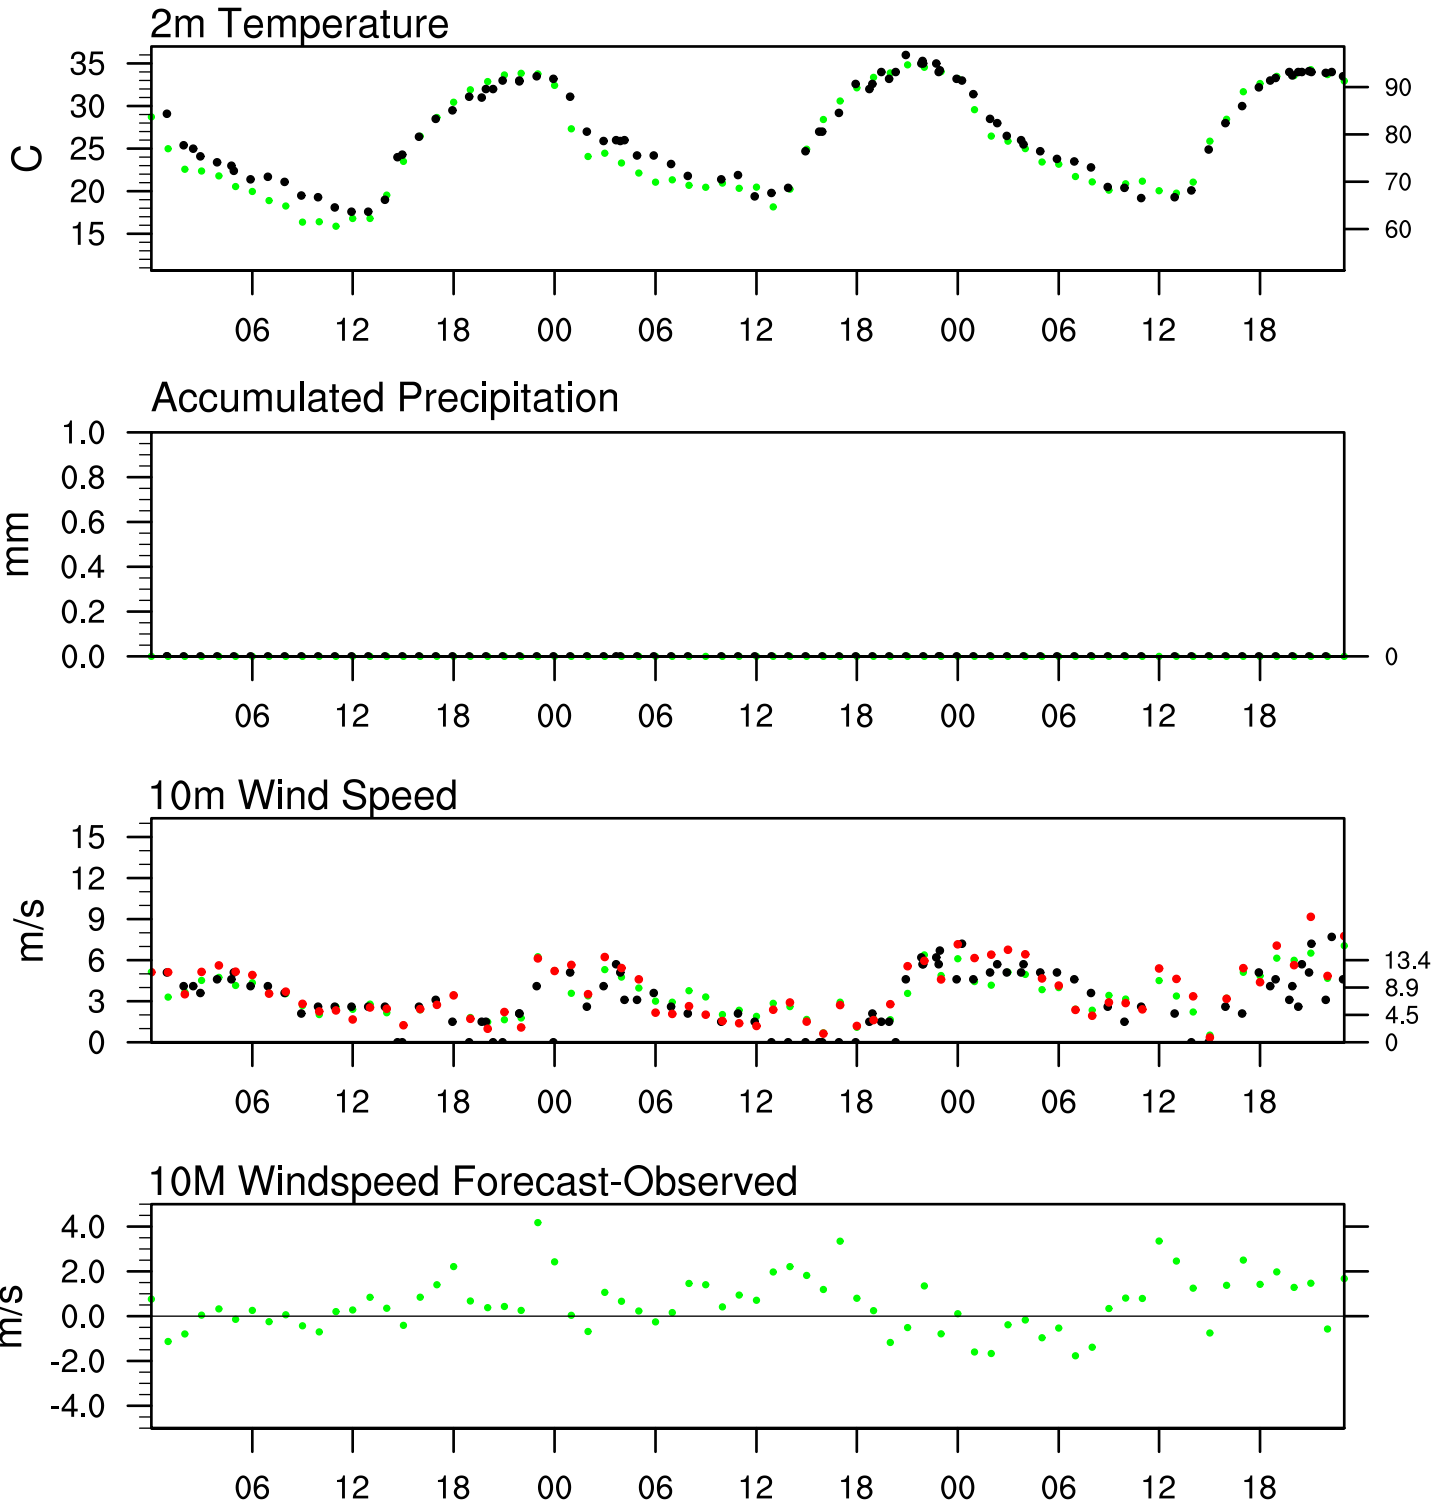 2m Temperature
35
30
25
20
15
C
90
80
70
60
06 12 18 00 06 12 18 00 06 12 18
Accumulated Precipitation
1.0
0.8
0.6
0.4
0.2
0.0
mm
0
06 12 18 00 06 12 18 00 06 12 18
10m Wind Speed
15
12
9
6
3
0
m/s
13.4
8.9
4.5
0
06 12 18 00 06 12 18 00 06 12 18
10M Windspeed Forecast-Observed
4.0
2.0
0.0
-2.0
-4.0
m/s
06 12 18 00 06 12 18 00 06 12 18